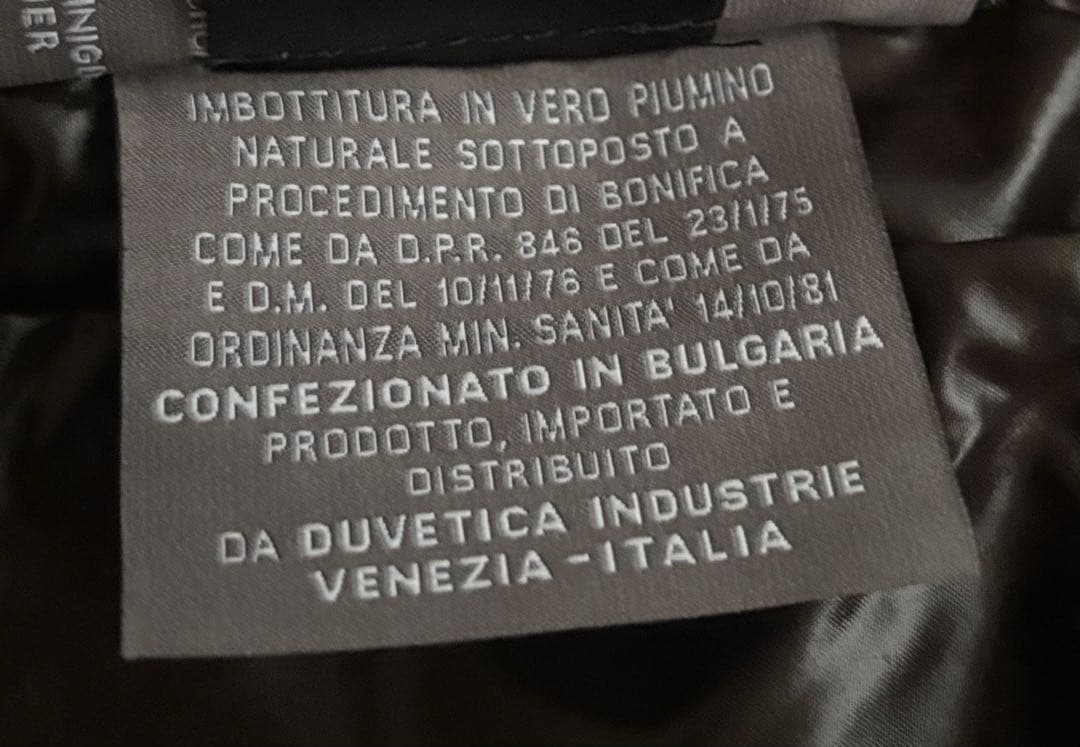 IMBOTTITURA IN VERO PIUMINO
NATURALE SOTTOPOSTO A
PROCEDIMENTO DI BONIFICA
COME DA D.P.R. 846 DEL 23/1/75
E D.M. DEL 10/11/76 E COME DA
ORDINANZA MIN. SANITA' 14/10/81
CONFEZIONATO IN BULGARIA
PRODOTTO, IMPORTATO E
DISTRIBUITO
DA DUVETICA INDUSTRIE
VENEZIA - ITALIA